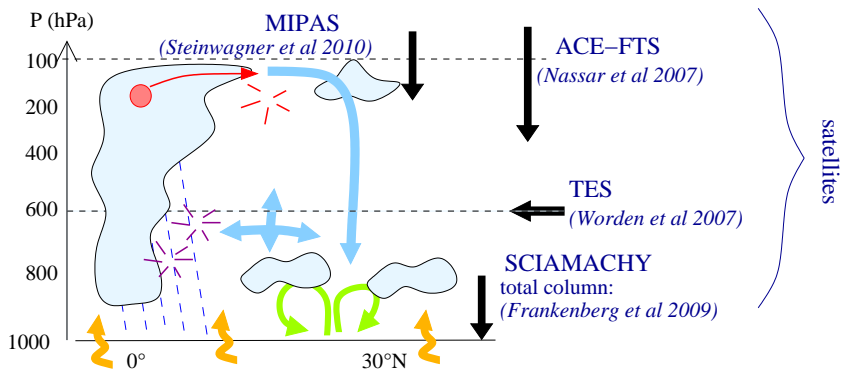 P (hPa)
MIPAS
(Steinwagner et al 2010)
ACE−FTS
(Nassar et al 2007)
100
200
400
TES
600
(Worden et al 2007)
800
SCIAMACHY
total column:
(Frankenberg et al 2009)
1000
0°
30°N
satellites